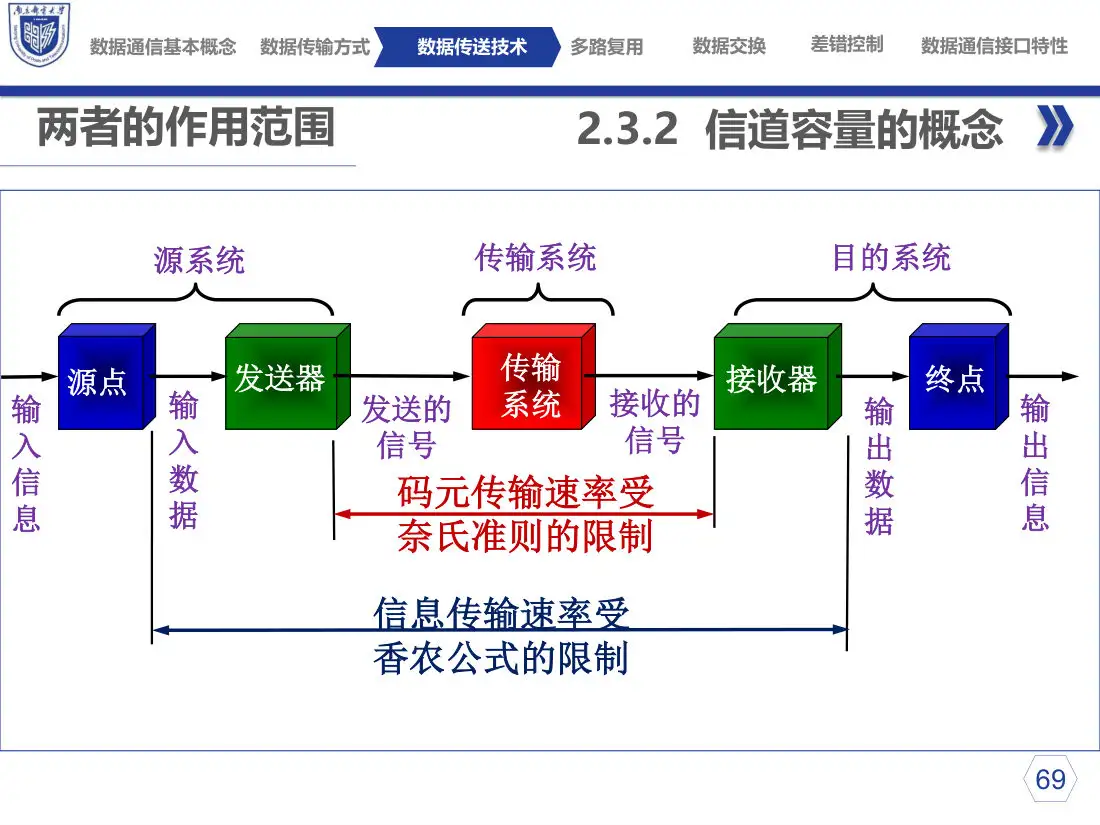 南京邮电大学
数据通信基本概念
数据传输方式
数据传送技术
多路复用
数据交换
差错控制
数据通信接口特性
两者的作用范围
2.3.2 信道容量的概念
源系统
传输系统
目的系统
源点
发送器
传输
系统
接收器
终点
输入信息
输入数据
发送的
信号
接收的
信号
输出数据
输出信息
码元传输速率受
奈氏准则的限制
信息传输速率受
香农公式的限制
69